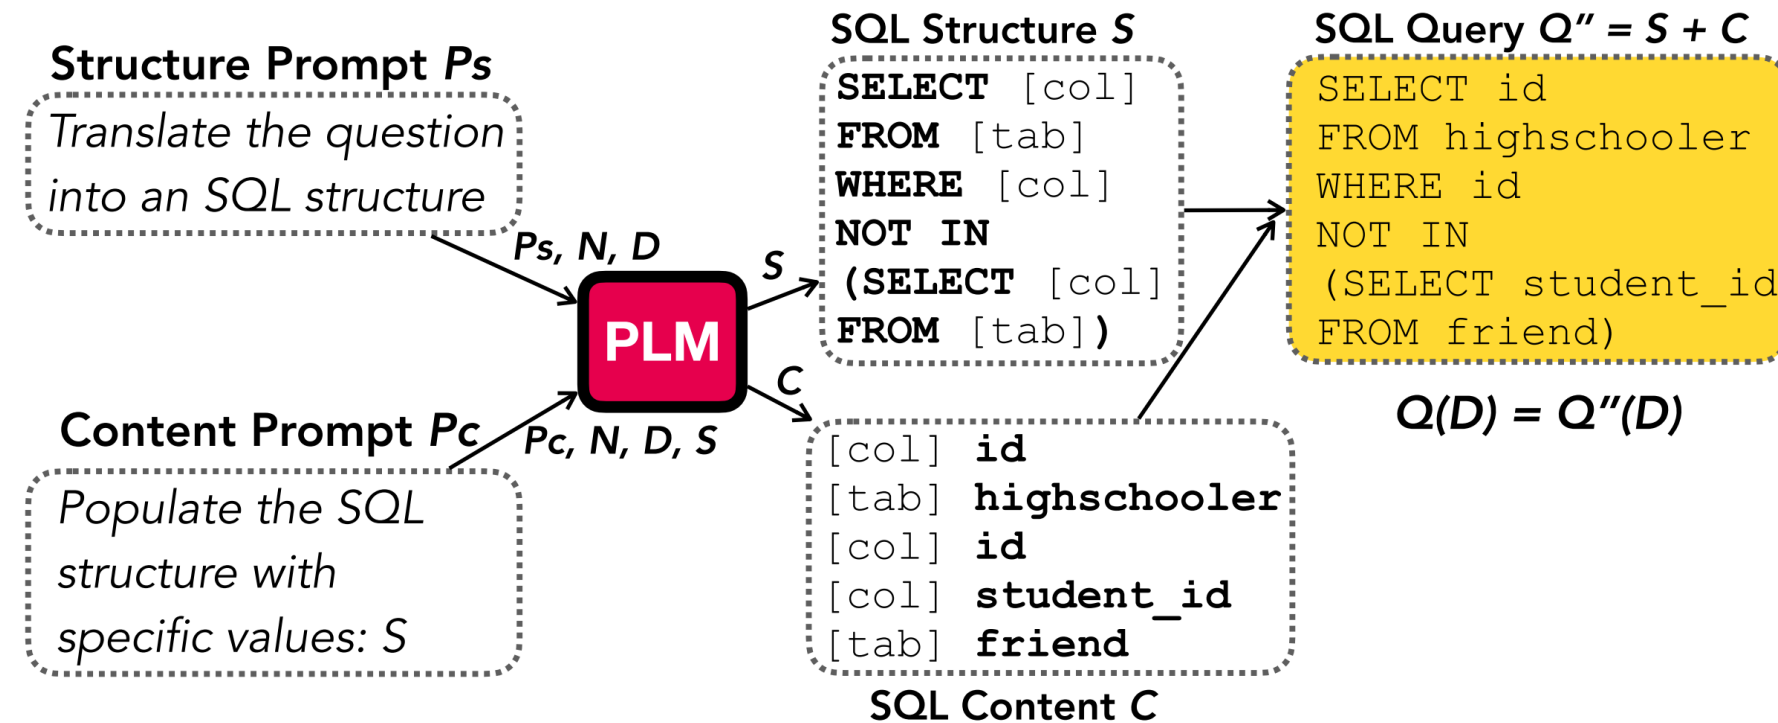 Structure Prompt Ps
Translate the question
into an SQL structure
Ps, N, D
Content Prompt Pc
Populate the SQL
structure with
specific values: S
Pc, N, D, S
PLM
S
C
SQL Structure S
SELECT [col]
FROM [tab]
WHERE [col]
NOT IN
(SELECT [col]
FROM [tab])
[col] id
[tab] highschooler
[col] id
[col] student_id
[tab] friend
SQL Content C
SQL Query Q″ = S + C
SELECT id
FROM highschooler
WHERE id
NOT IN
(SELECT student_id
FROM friend)
Q(D) = Q″(D)